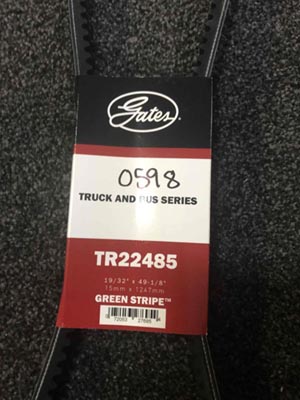 Gates
0598
TRUCK AND BUS SERIES
TR22485
19/32" x 49-1/8"
15mm x 1247mm
GREEN STRIPE™